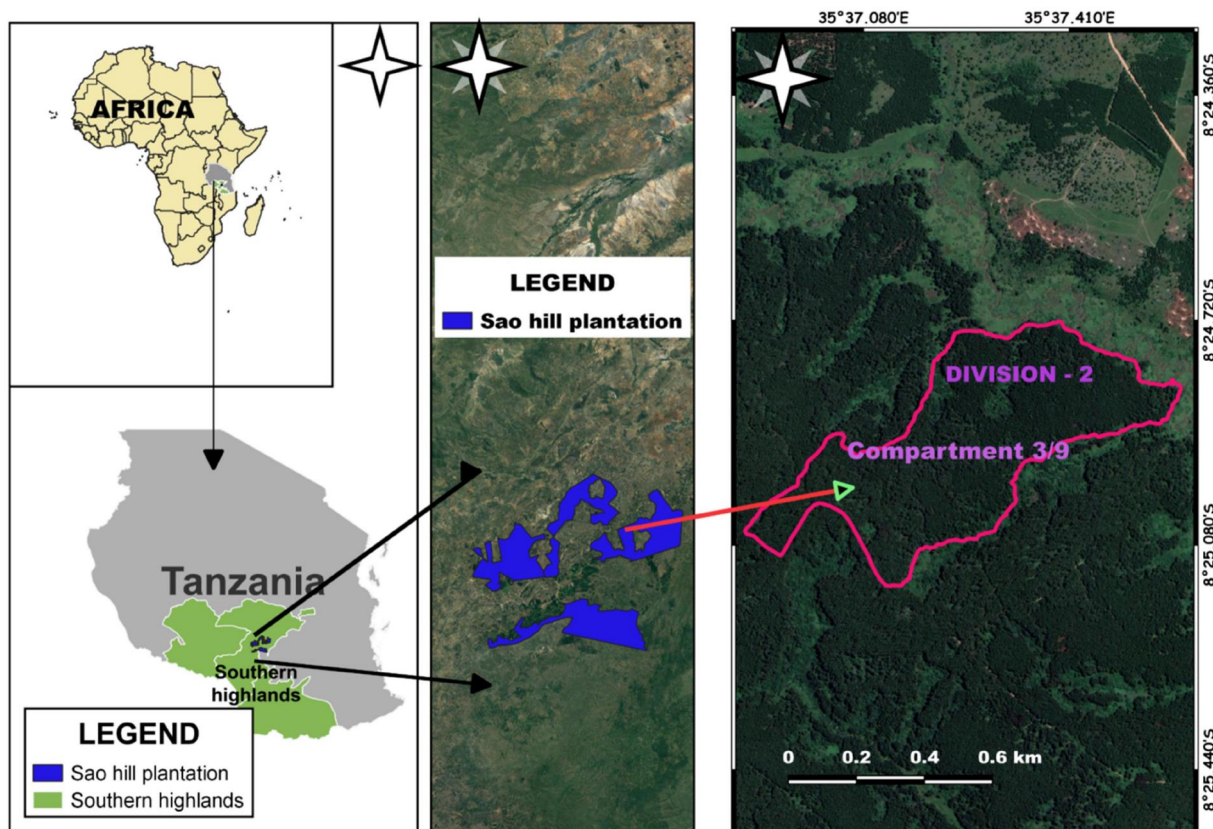 AFRICA
Tanzania
Southern
highlands
LEGEND
Sao hill plantation
Southern highlands
LEGEND
Sao hill plantation
35°37.080'E
35°37.410'E
8°24.360'S
8°24.720'S
8°25.080'S
8°25.440'S
DIVISION - 2
Compartment 3/9
0 0.2 0.4 0.6 km